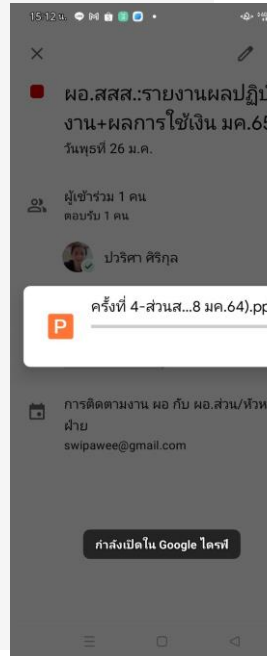 15:12 น.
ผอ.สสส.:รายงานผลปฏิบั
งาน+ผลการใช้เงิน มค.65
วันพุธที่ 26 ม.ค.
ผู้เข้าร่วม 1 คน
ตอบรับ 1 คน
ปวริศา ศิริกุล
ครั้งที่ 4-ส่วนส...8 มค.64).pp
P
การติดตามงาน ผอ กับ ผอ.ส่วน/หัวห
ฝ่าย
swipawee@gmail.com
กำลังเปิดใน Google ไดรฟ์